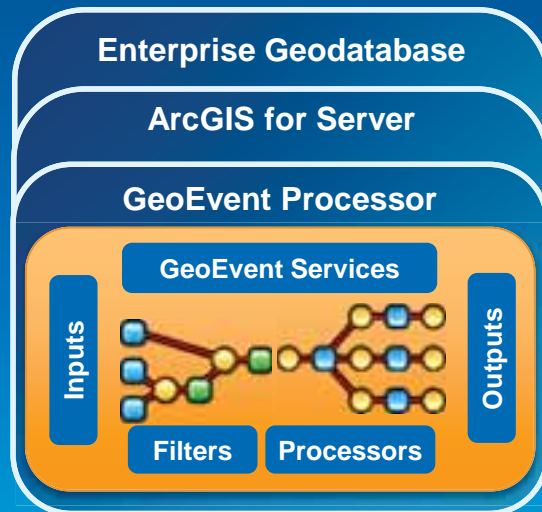 Enterprise Geodatabase
ArcGIS for Server
GeoEvent Processor
GeoEvent Services
Inputs
Outputs
Filters
Processors